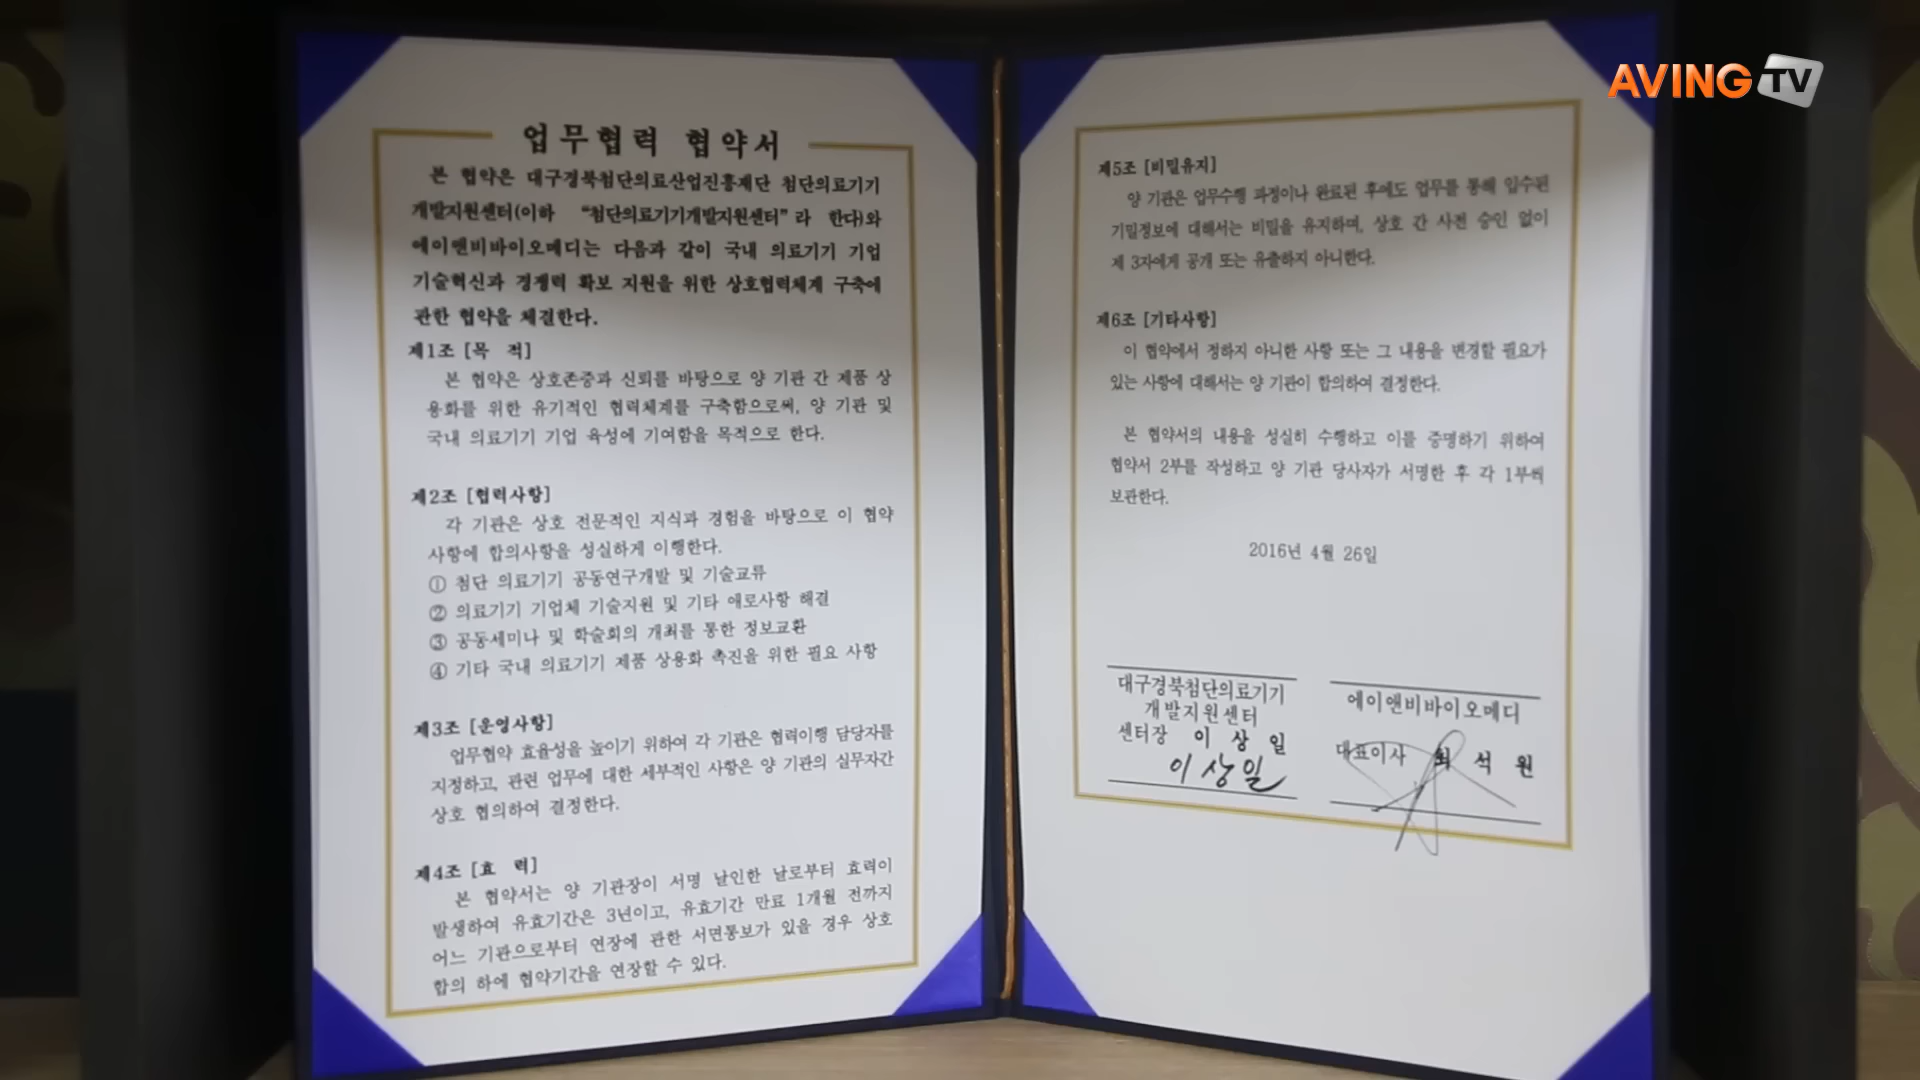 AVING TV
업무협력 협약서
본 협약은 대구경북첨단의료산업진흥재단 첨단의료기기
개발지원센터(이하 "첨단의료기기개발지원센터"라 한다)와
에이앤비바이오메디는 다음과 같이 국내 의료기기 기업
기술혁신과 경쟁력 확보 지원을 위한 상호협력체계 구축에
관한 협약을 체결한다.
제1조 [목 적]
본 협약은 상호존중과 신뢰를 바탕으로 양 기관 간 제품 상
용화를 위한 유기적인 협력체계를 구축함으로써, 양 기관 및
국내 의료기기 기업 육성에 기여함을 목적으로 한다.
제2조 [협력사항]
각 기관은 상호 전문적인 지식과 경험을 바탕으로 이 협약
사항에 합의사항을 성실하게 이행한다.
① 첨단 의료기기 공동연구개발 및 기술교류
② 의료기기 기업체 기술지원 및 기타 애로사항 해결
③ 공동세미나 및 학술회의 개최를 통한 정보교환
④ 기타 국내 의료기기 제품 상용화 촉진을 위한 필요 사항
제3조 [운영사항]
업무협약 효율성을 높이기 위하여 각 기관은 협력이행 담당자를
지정하고, 관련 업무에 대한 세부적인 사항은 양 기관의 실무자간
상호 협의하여 결정한다.
제4조 [효 력]
본 협약서는 양 기관장이 서명 날인한 날로부터 효력이
발생하여 유효기간은 3년이고, 유효기간 만료 1개월 전까지
어느 기관으로부터 연장에 관한 서면통보가 있을 경우 상호
합의 하에 협약기간을 연장할 수 있다.
제5조 [비밀유지]
양 기관은 업무수행 과정이나 완료된 후에도 업무를 통해 입수된
기밀정보에 대해서는 비밀을 유지하며, 상호 간 사전 승인 없이
제 3자에게 공개 또는 유출하지 아니한다.
제6조 [기타사항]
이 협약에서 정하지 아니한 사항 또는 그 내용을 변경할 필요가
있는 사항에 대해서는 양 기관이 합의하여 결정한다.
본 협약서의 내용을 성실히 수행하고 이를 증명하기 위하여
협약서 2부를 작성하고 양 기관 당사자가 서명한 후 각 1부씩
보관한다.
2016년 4월 26일
대구경북첨단의료기기
개발지원센터
센터장 이 상 일
이상일
에이앤비바이오메디
대표이사 최 석 원